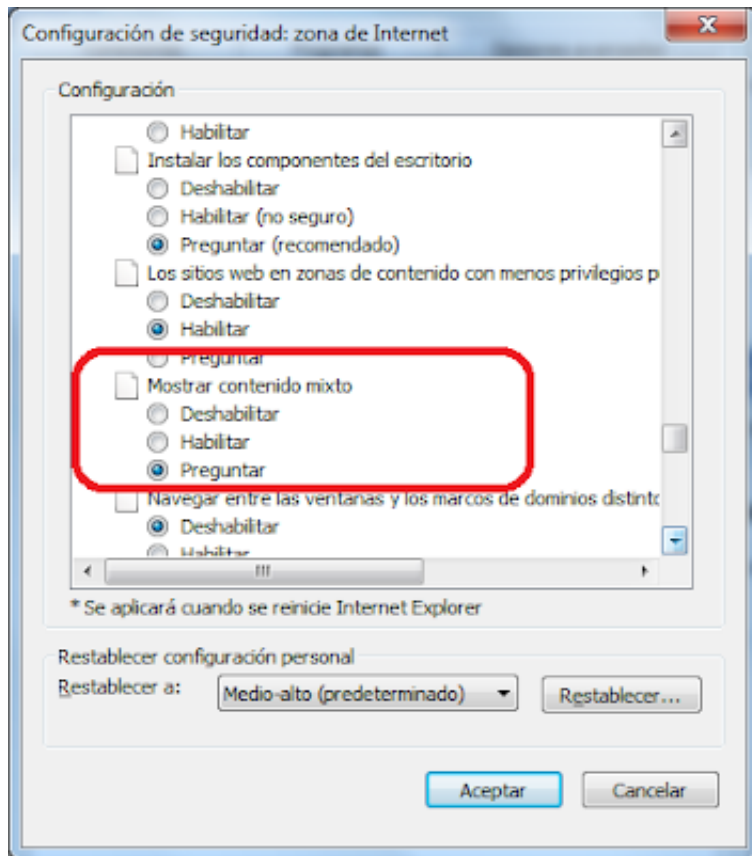 Configuración de seguridad: zona de Internet
Configuración
Habilitar
Instalar los componentes del escritorio
Deshabilitar
Habilitar (no seguro)
Preguntar (recomendado)
Los sitios web en zonas de contenido con menos privilegios p
Deshabilitar
Habilitar
Preguntar
Mostrar contenido mixto
Deshabilitar
Habilitar
Preguntar
Navegar entre las ventanas y los marcos de dominios distinto
Deshabilitar
Habilitar
* Se aplicará cuando se reinicie Internet Explorer
Restablecer configuración personal
Restablecer a: Medio-alto (predeterminado) Restablecer...
Aceptar Cancelar